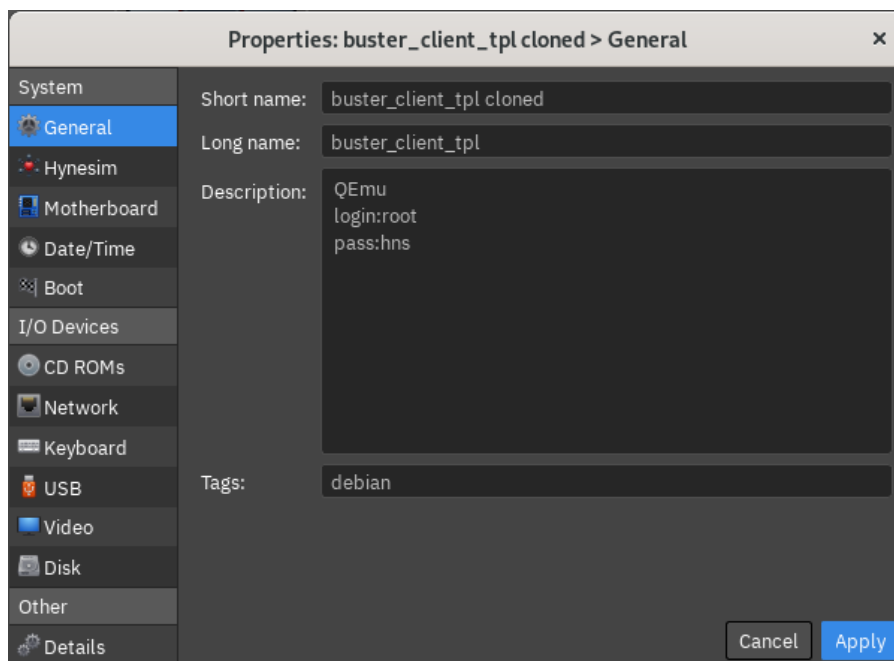 Properties: buster_client_tpl cloned > General
System
General
Hynesim
Motherboard
Date/Time
Boot
I/O Devices
CD ROMs
Network
Keyboard
USB
Video
Disk
Other
Details
Short name: buster_client_tpl cloned
Long name: buster_client_tpl
Description: QEmu
login:root
pass:hns
Tags: debian
Cancel Apply